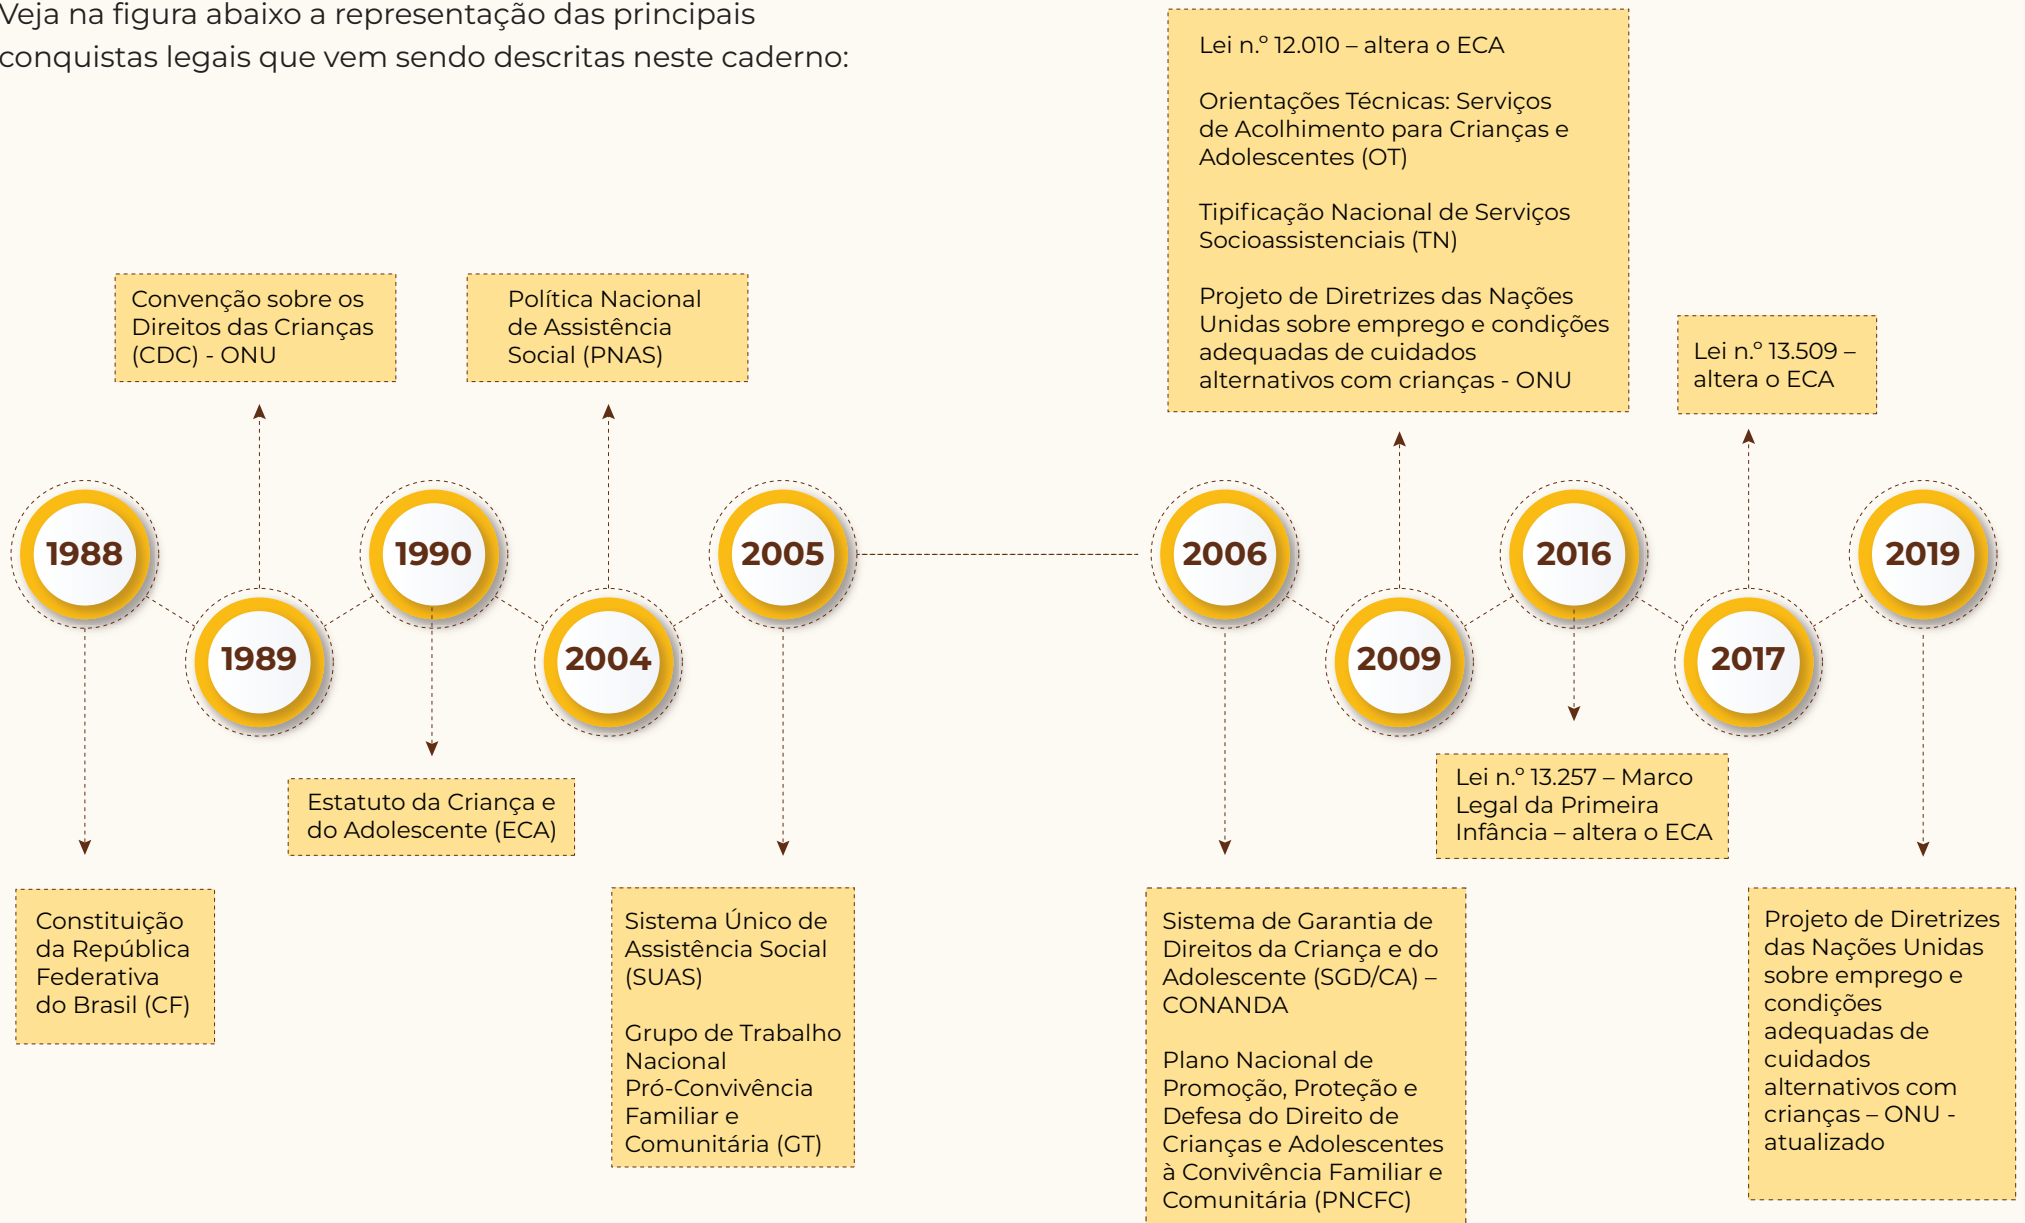 Veja na figura abaixo a representação das principais
conquistas legais que vem sendo descritas neste caderno:
Lei n.º 12.010 – altera o ECA
Orientações Técnicas: Serviços
de Acolhimento para Crianças e
Adolescentes (OT)
Tipificação Nacional de Serviços
Socioassistenciais (TN)
Projeto de Diretrizes das Nações
Unidas sobre emprego e condições
adequadas de cuidados
alternativos com crianças - ONU
Convenção sobre os
Direitos das Crianças
(CDC) - ONU
Política Nacional
de Assistência
Social (PNAS)
Lei n.º 13.509 –
altera o ECA
1988
1989
1990
2004
2005
2006
2009
2016
2017
2019
Estatuto da Criança e
do Adolescente (ECA)
Lei n.º 13.257 – Marco
Legal da Primeira
Infância – altera o ECA
Constituição
da República
Federativa
do Brasil (CF)
Sistema Único de
Assistência Social
(SUAS)
Grupo de Trabalho
Nacional
Pró-Convivência
Familiar e
Comunitária (GT)
Sistema de Garantia de
Direitos da Criança e do
Adolescente (SGD/CA) –
CONANDA
Plano Nacional de
Promoção, Proteção e
Defesa do Direito de
Crianças e Adolescentes
à Convivência Familiar e
Comunitária (PNCFC)
Projeto de Diretrizes
das Nações Unidas
sobre emprego e
condições
adequadas de
cuidados
alternativos com
crianças – ONU -
atualizado